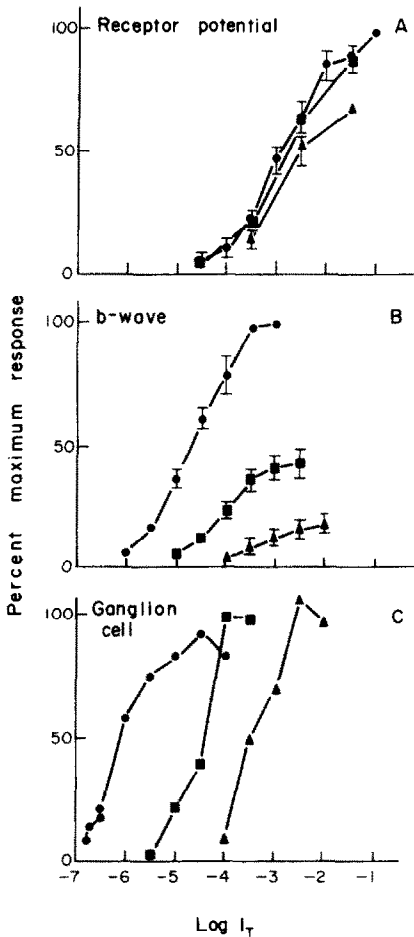 Receptor potential
A
100
50
0
b-wave
B
100
50
0
Ganglion
cell
C
100
50
0
-7 -6 -5 -4 -3 -2 -1
Log I_T
Percent maximum response